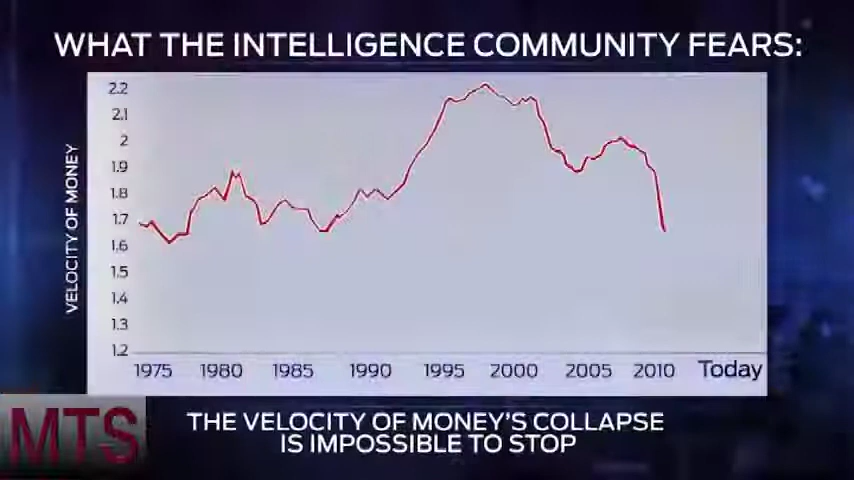 WHAT THE INTELLIGENCE COMMUNITY FEARS:
VELOCITY OF MONEY
2.2
2.1
2
1.9
1.8
1.7
1.6
1.5
1.4
1.3
1.2
1975 1980 1985 1990 1995 2000 2005 2010 Today
MTS
THE VELOCITY OF MONEY'S COLLAPSE
IS IMPOSSIBLE TO STOP